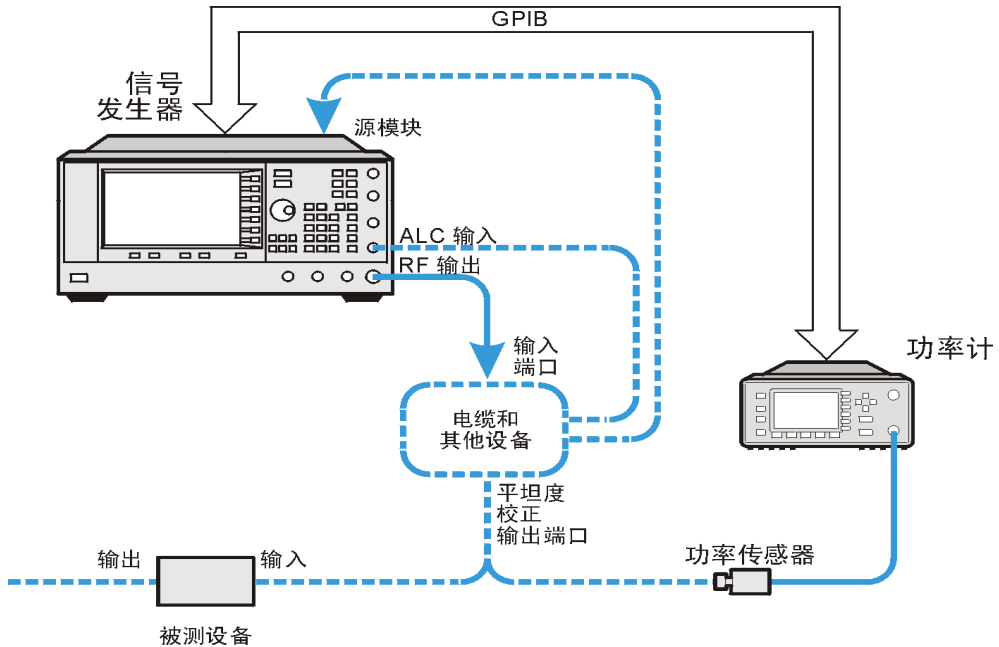 GPIB
信号
发生器
源模块
ALC 输入
RF 输出
输入
端口
功率计
电缆和
其他设备
平坦度
校正
输出端口
输出
输入
功率传感器
被测设备